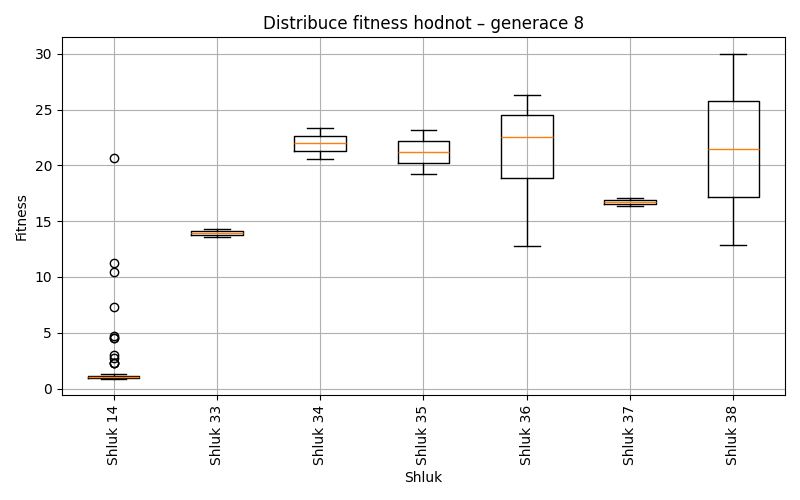 Distribuce fitness hodnot – generace 8
Fitness
30
25
20
15
10
5
0
Shluk 14
Shluk 33
Shluk 34
Shluk 35
Shluk 36
Shluk 37
Shluk 38
Shluk